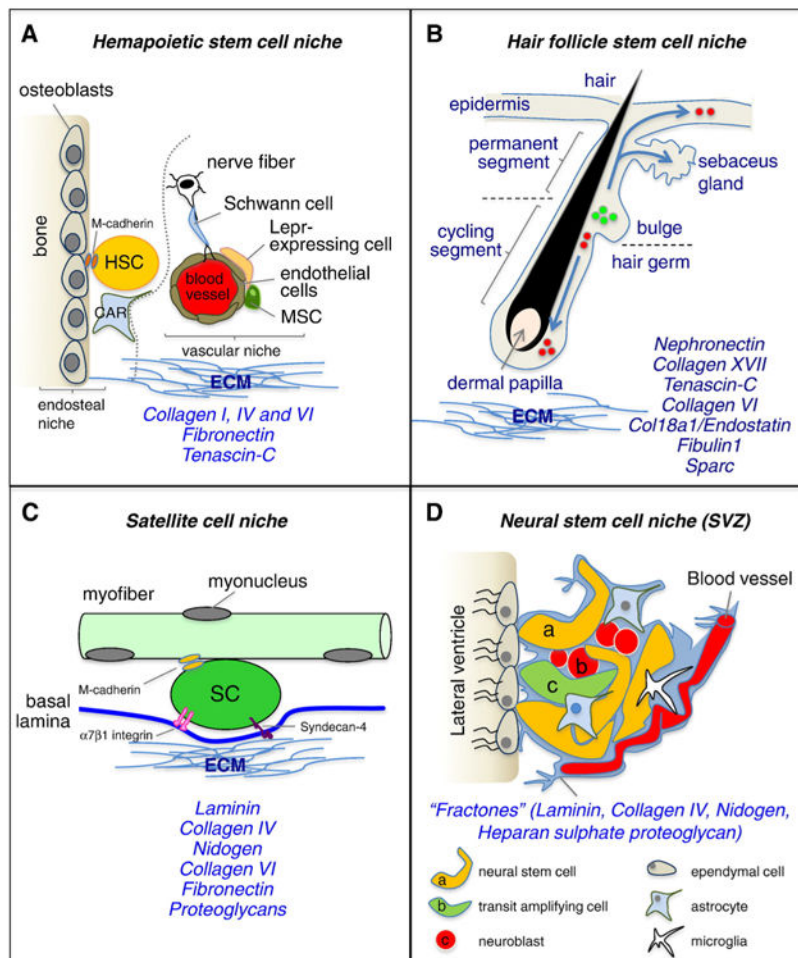 A
Hemapoietic stem cell niche
osteoblasts
bone
M-cadherin
HSC
CAR
nerve fiber
Schwann cell
Lepr-
expressing cell
endothelial
cells
MSC
blood
vessel
vascular niche
endosteal
niche
ECM
Collagen I, IV and VI
Fibronectin
Tenascin-C
B
Hair follicle stem cell niche
hair
epidermis
permanent
segment
sebaceus
gland
cycling
segment
bulge
hair germ
dermal papilla
ECM
Nephronectin
Collagen XVII
Tenascin-C
Collagen VI
Col18a1/Endostatin
Fibulin1
Sparc
C
Satellite cell niche
myofiber
myonucleus
M-cadherin
SC
basal
lamina
α7β1 integrin
Syndecan-4
ECM
Laminin
Collagen IV
Nidogen
Collagen VI
Fibronectin
Proteoglycans
D
Neural stem cell niche (SVZ)
Blood vessel
Lateral ventricle
a
b
c
"Fractones" (Laminin, Collagen IV, Nidogen,
Heparan sulphate proteoglycan)
a neural stem cell
ependymal cell
b transit amplifying cell
astrocyte
c neuroblast
microglia